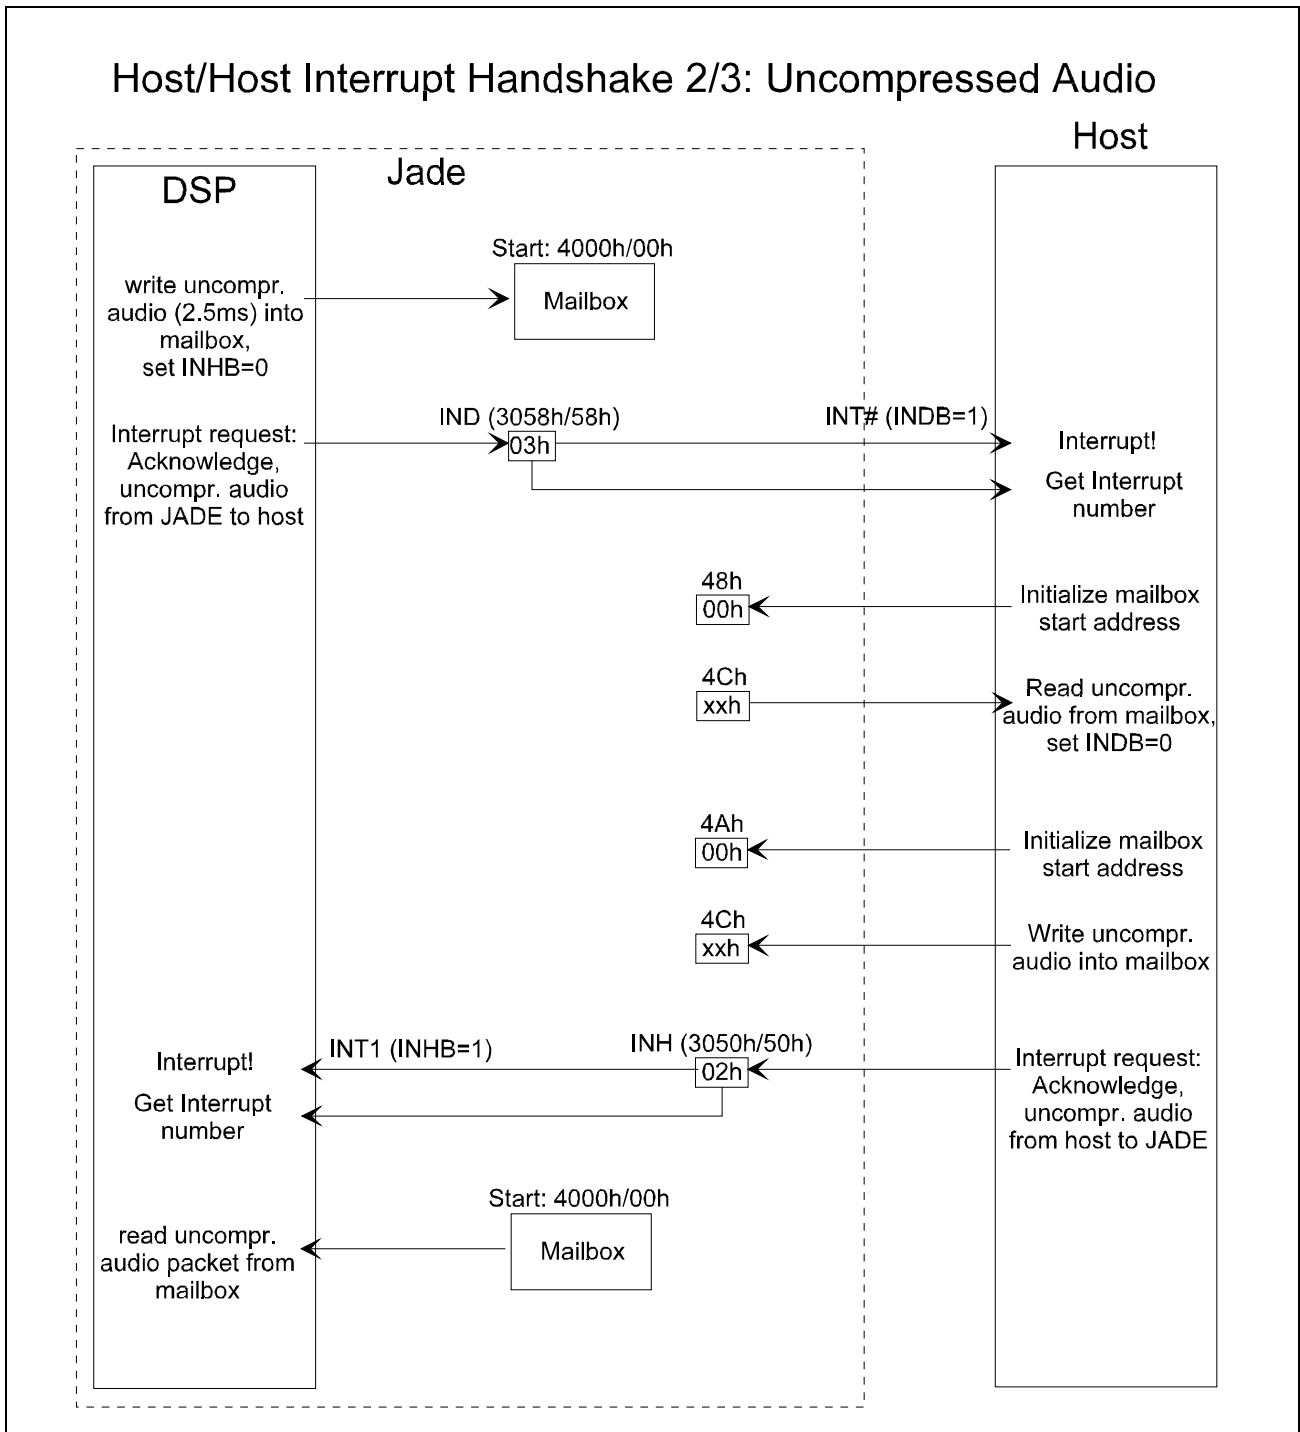 Host/Host Interrupt Handshake 2/3: Uncompressed Audio
Host
Jade
DSP
Start: 4000h/00h
write uncompr.
audio (2.5ms) into
mailbox,
set INHB=0
Mailbox
IND (3058h/58h)
INT# (INDB=1)
Interrupt request:
Acknowledge,
uncompr. audio
from JADE to host
03h
Interrupt!
Get Interrupt
number
48h
00h
Initialize mailbox
start address
4Ch
xxh
Read uncompr.
audio from mailbox,
set INDB=0
4Ah
00h
Initialize mailbox
start address
4Ch
xxh
Write uncompr.
audio into mailbox
INT1 (INHB=1)
INH (3050h/50h)
Interrupt!
Get Interrupt
number
02h
Interrupt request:
Acknowledge,
uncompr. audio
from host to JADE
Start: 4000h/00h
read uncompr.
audio packet from
mailbox
Mailbox